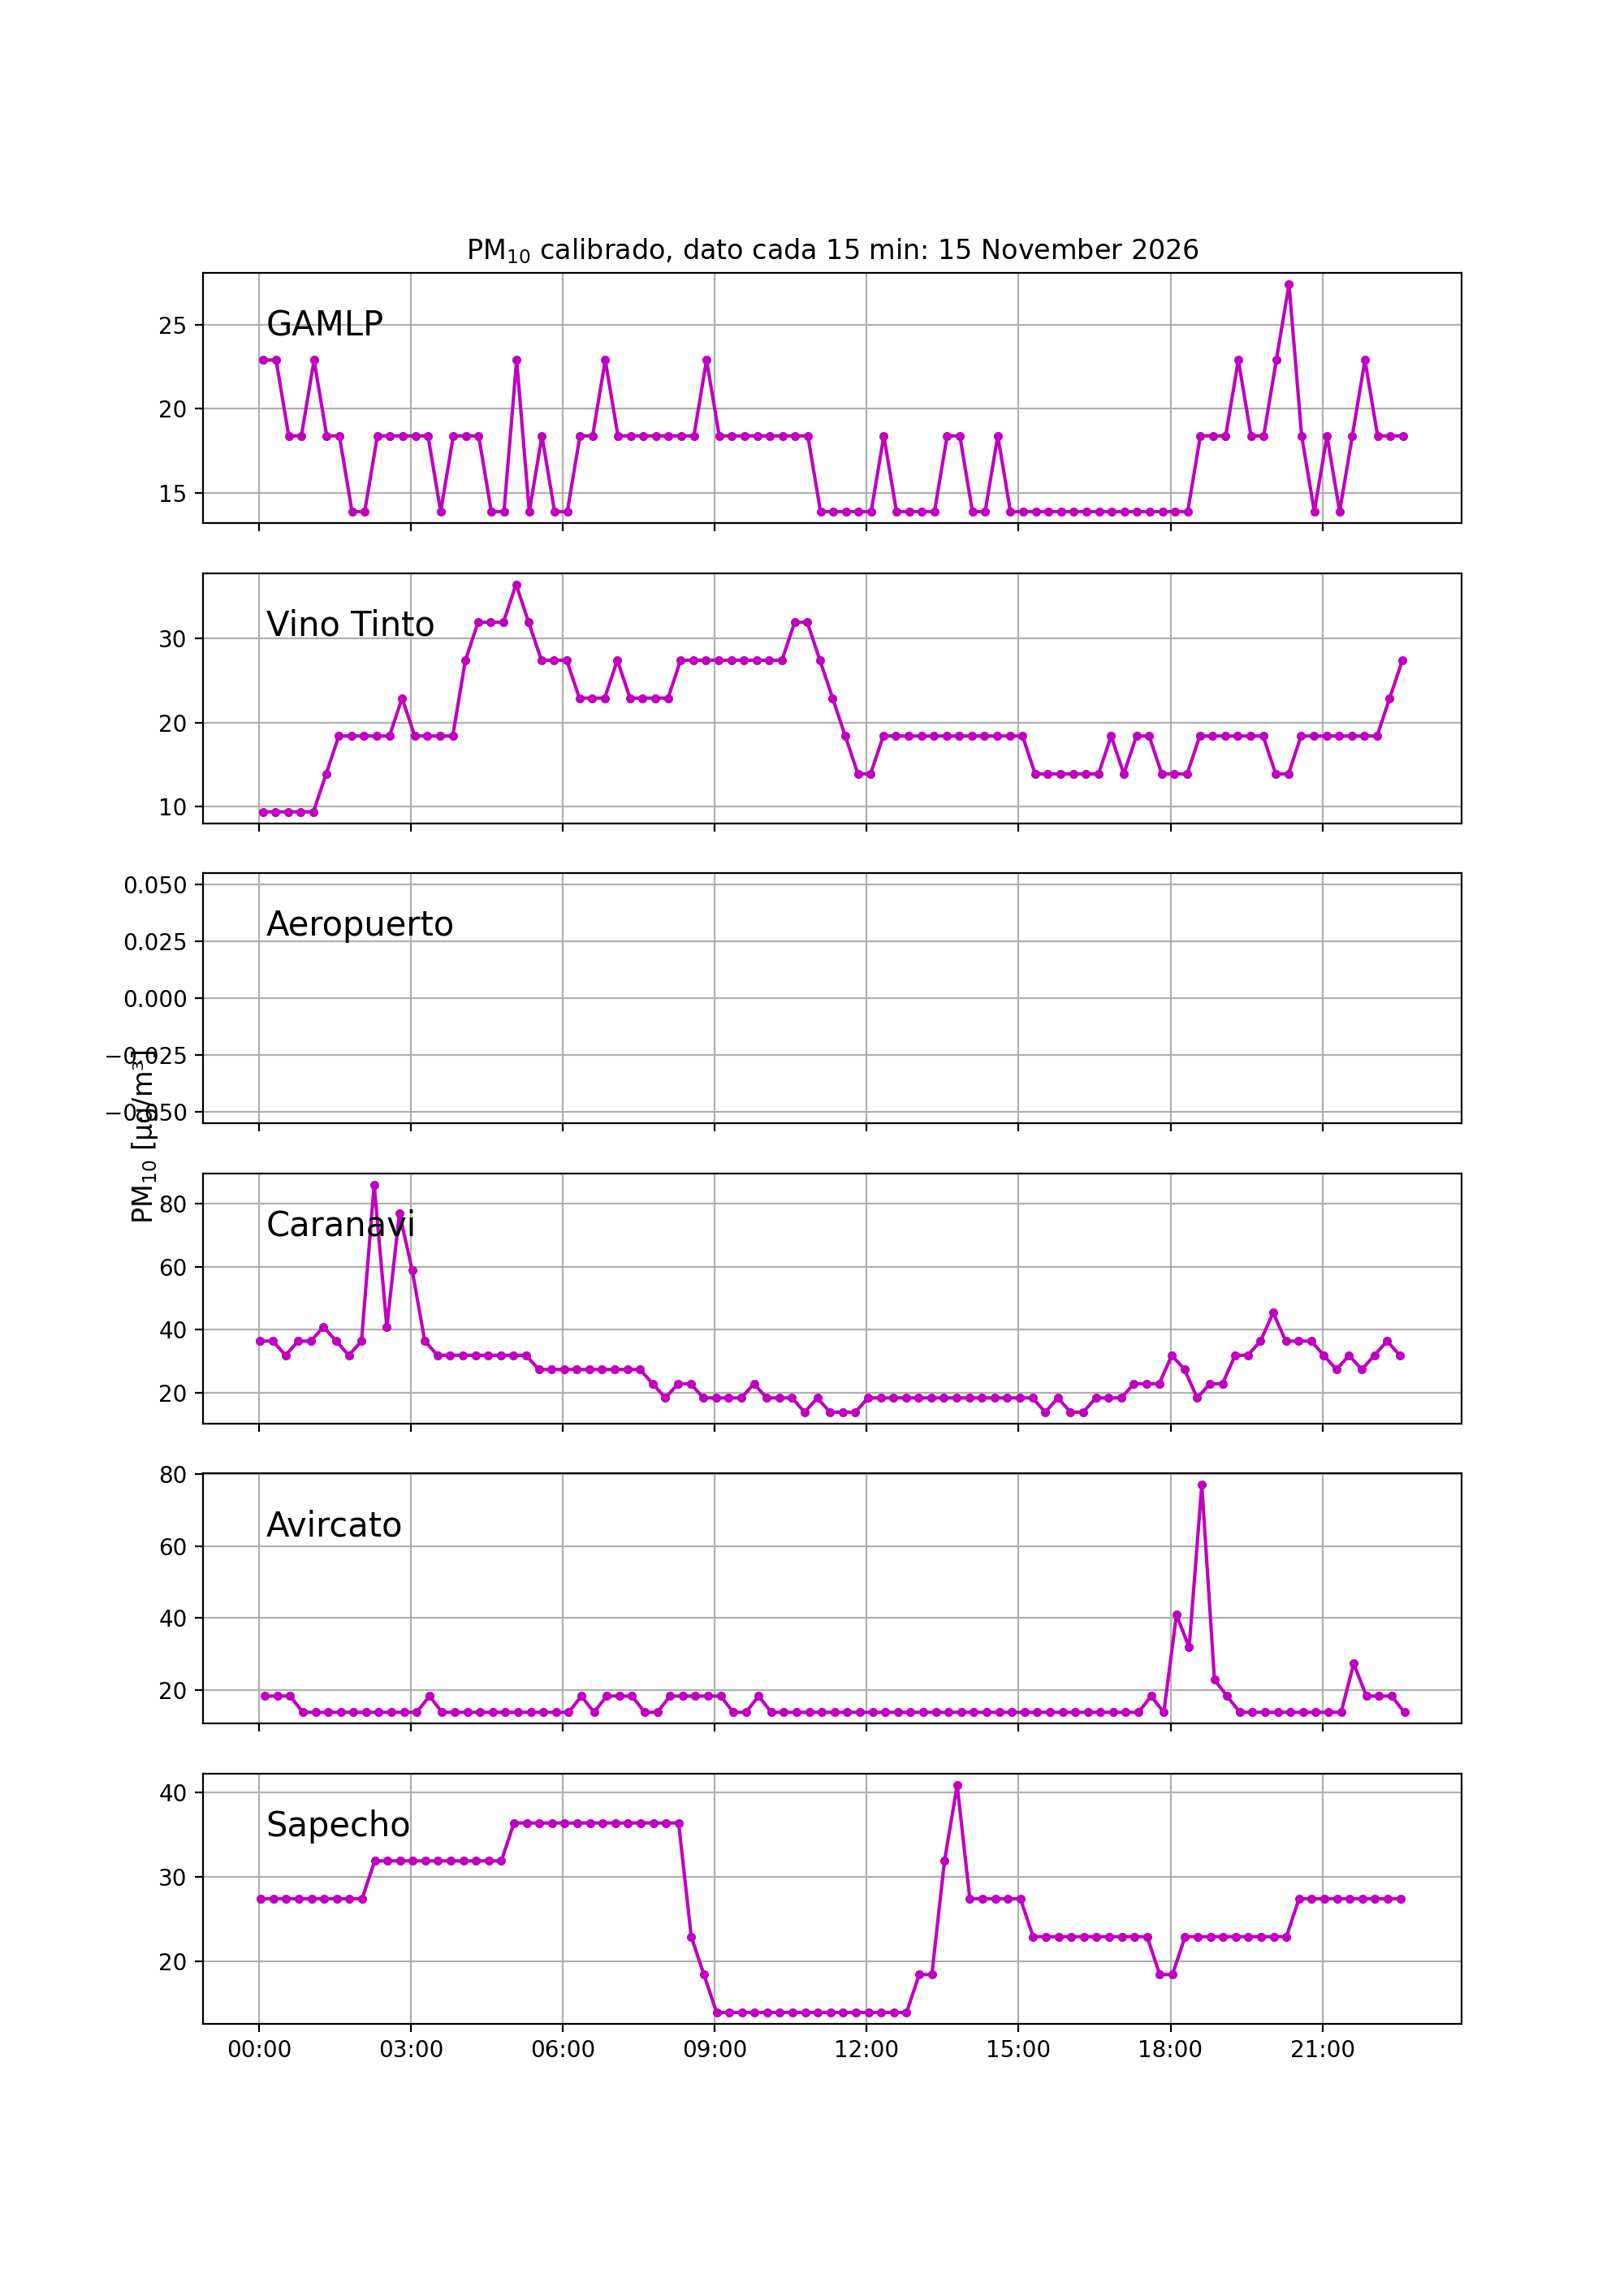 PM₁₀ calibrado, dato cada 15 min: 15 November 2026
GAMLP
25
20
15
Vino Tinto
30
20
10
Aeropuerto
0.050
0.025
0.000
−0.025
−0.050
PM₁₀ [µg/m³]
Caranavi
80
60
40
20
Avircato
80
60
40
20
Sapecho
40
30
20
00:00 03:00 06:00 09:00 12:00 15:00 18:00 21:00